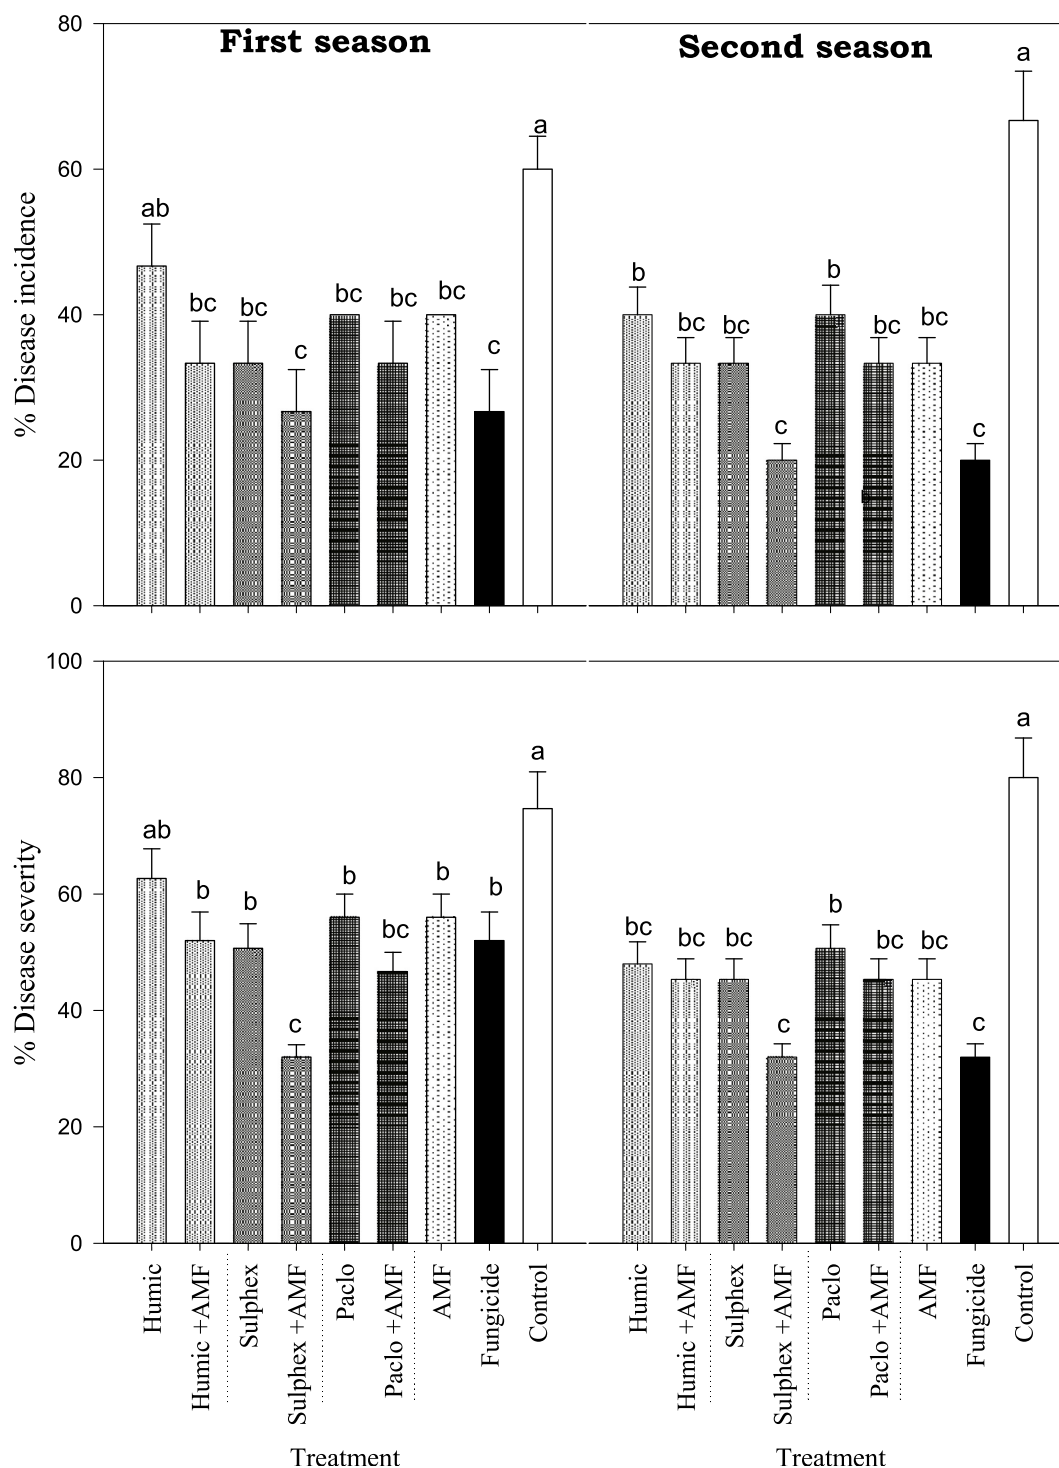 First season
Second season
% Disease incidence
80
60
40
20
0
ab
bc
bc
c
bc
bc
bc
c
a
b
bc
bc
c
b
bc
bc
c
a
% Disease severity
100
80
60
40
20
0
ab
b
b
c
b
bc
b
b
a
bc
bc
bc
c
b
bc
bc
c
a
Humic
Humic +AMF
Sulphex
Sulphex +AMF
Paclo
Paclo +AMF
AMF
Fungicide
Control
Humic
Humic +AMF
Sulphex
Sulphex +AMF
Paclo
Paclo +AMF
AMF
Fungicide
Control
Treatment
Treatment